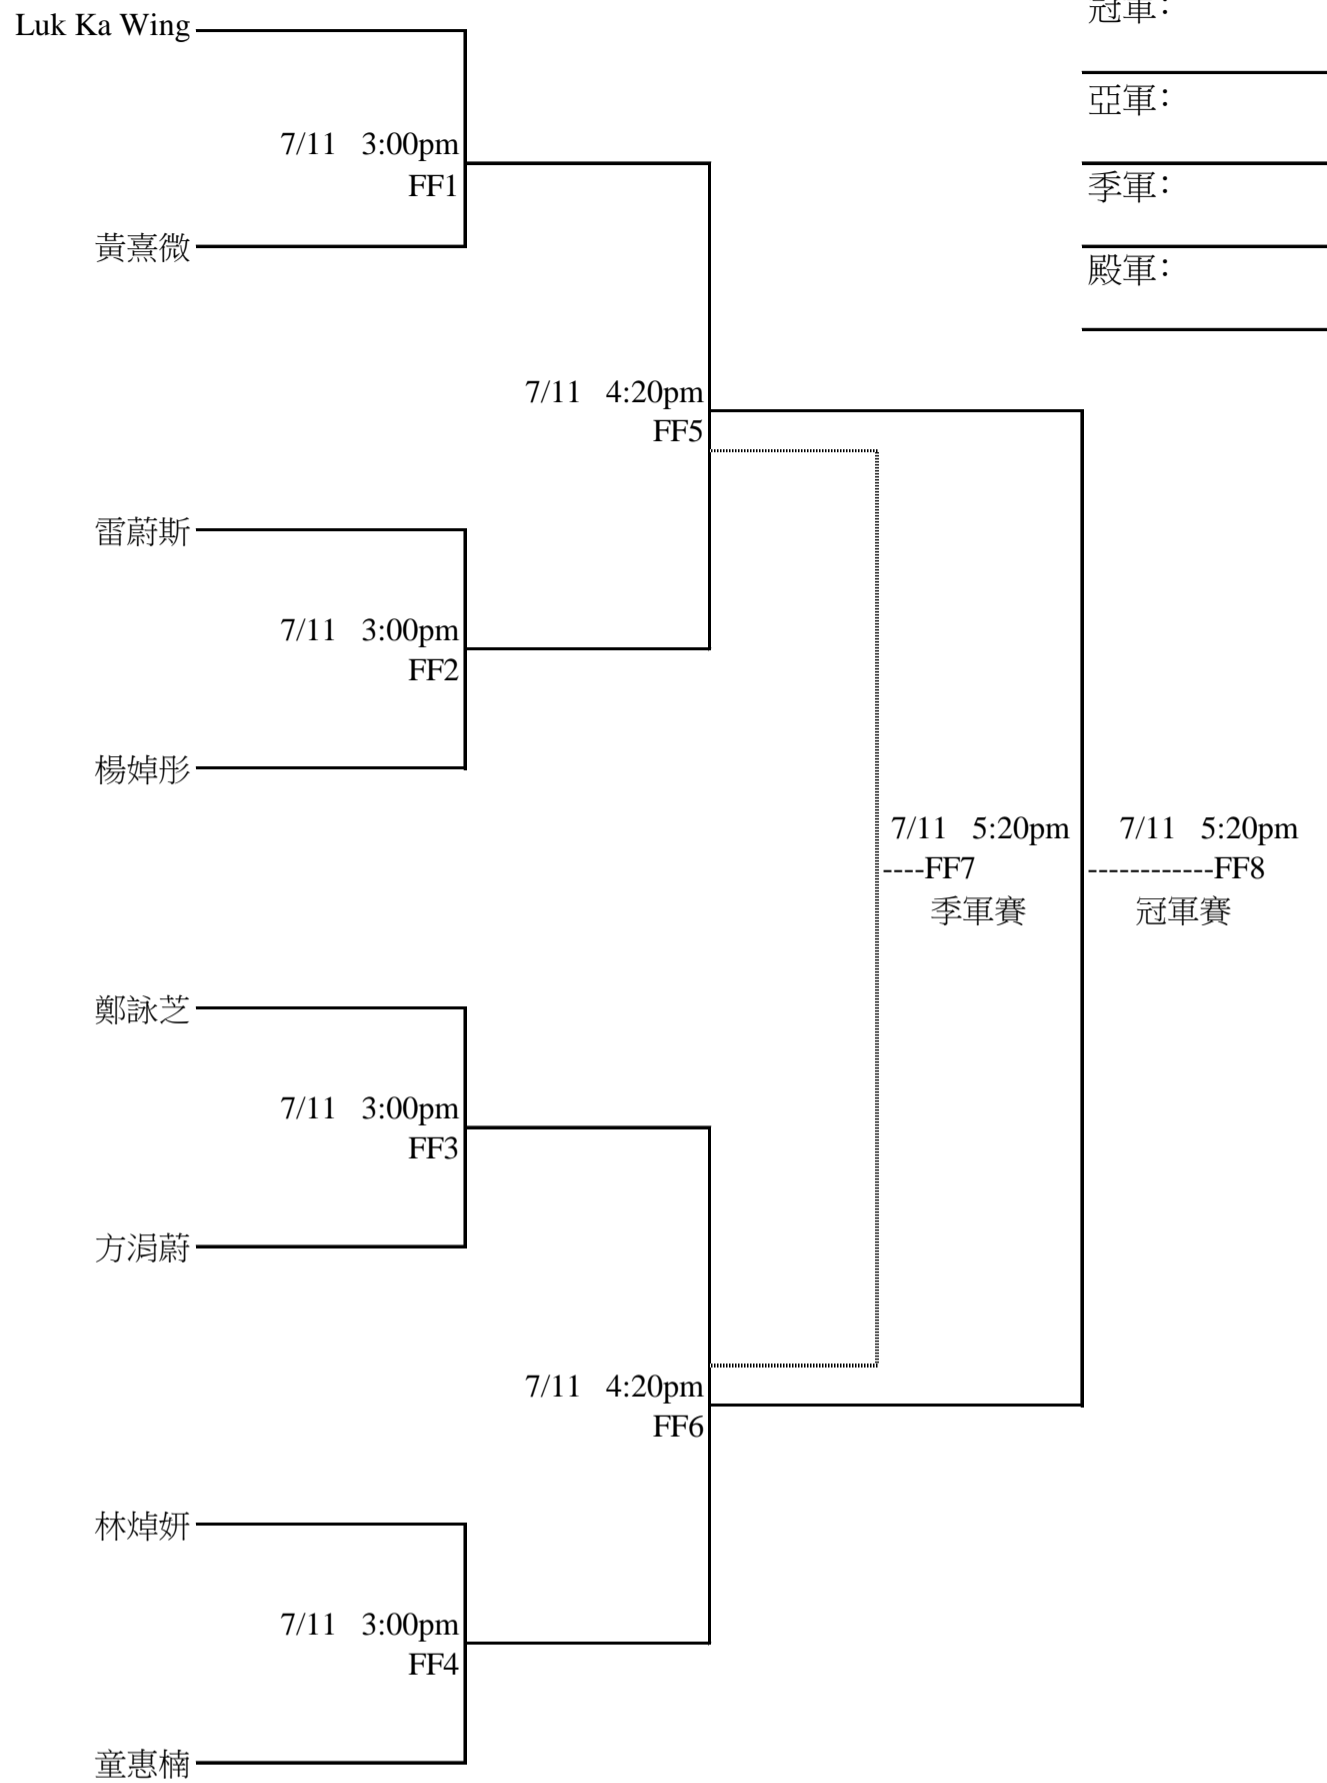 Luk Ka Wing
冠軍：
亞軍：
7/11 3:00pm
FF1
季軍：
黃熹微
殿軍：
7/11 4:20pm
FF5
雷蔚斯
7/11 3:00pm
FF2
楊婥彤
7/11 5:20pm 7/11 5:20pm
----FF7 ------------FF8
季軍賽 冠軍賽
鄭詠芝
7/11 3:00pm
FF3
方涓蔚
7/11 4:20pm
FF6
林焯妍
7/11 3:00pm
FF4
童惠楠